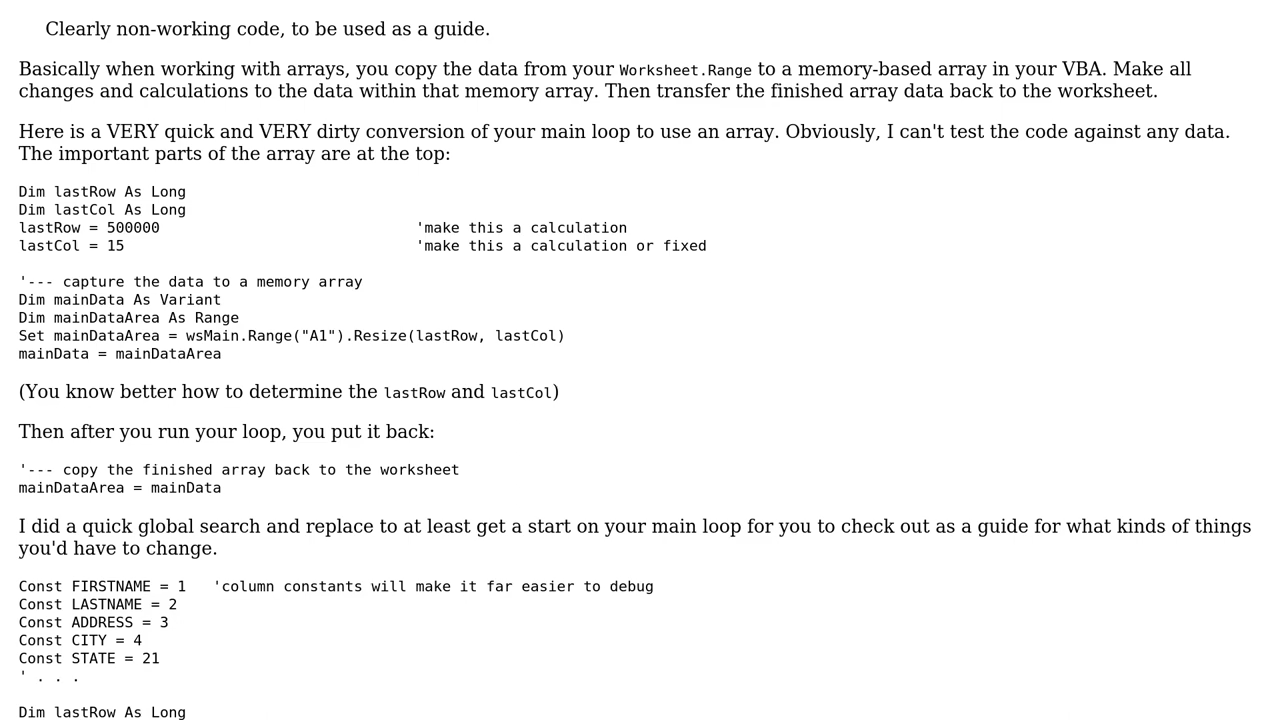 Clearly non-working code, to be used as a guide.
Basically when working with arrays, you copy the data from your Worksheet.Range to a memory-based array in your VBA. Make all
changes and calculations to the data within that memory array. Then transfer the finished array data back to the worksheet.
Here is a VERY quick and VERY dirty conversion of your main loop to use an array. Obviously, I can't test the code against any data.
The important parts of the array are at the top:
Dim lastRow As Long
Dim lastCol As Long
lastRow = 500000                             'make this a calculation
lastCol = 15                                 'make this a calculation or fixed
'--- capture the data to a memory array
Dim mainData As Variant
Dim mainDataArea As Range
Set mainDataArea = wsMain.Range("A1").Resize(lastRow, lastCol)
mainData = mainDataArea
(You know better how to determine the lastRow and lastCol)
Then after you run your loop, you put it back:
'--- copy the finished array back to the worksheet
mainDataArea = mainData
I did a quick global search and replace to at least get a start on your main loop for you to check out as a guide for what kinds of things
you'd have to change.
Const FIRSTNAME = 1   'column constants will make it far easier to debug
Const LASTNAME = 2
Const ADDRESS = 3
Const CITY = 4
Const STATE = 21
' . . .
Dim lastRow As Long